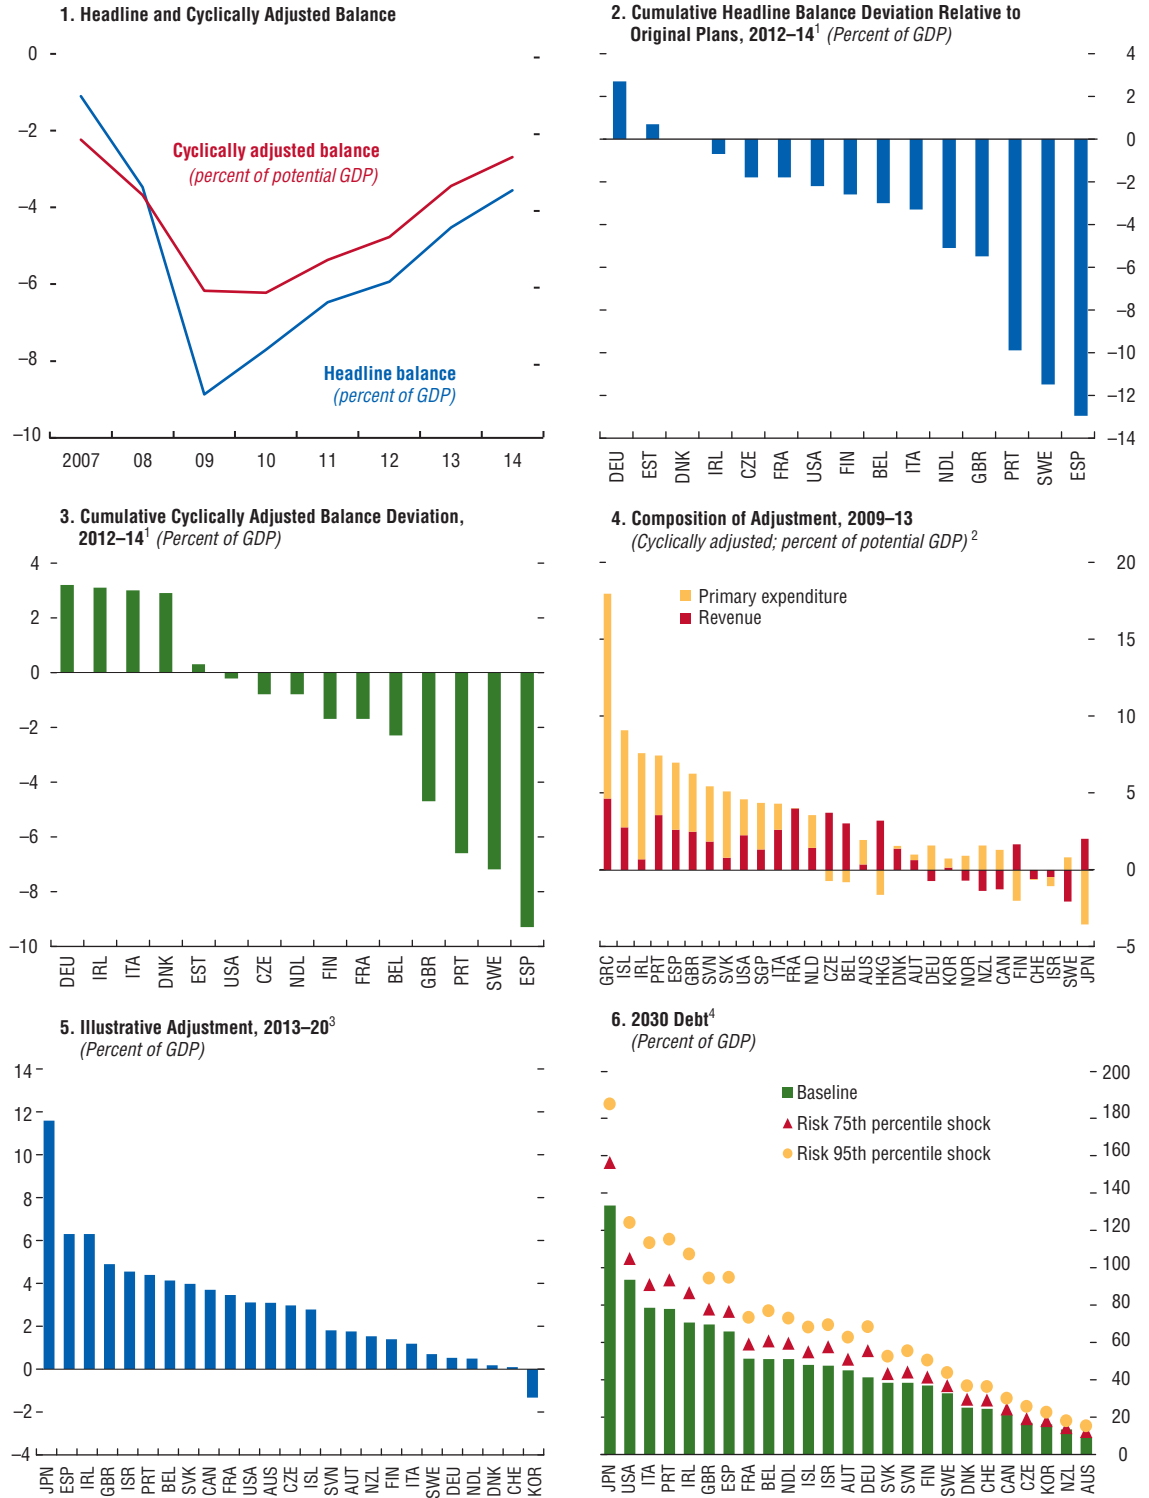 1. Headline and Cyclically Adjusted Balance
0
–2
–4
–6
–8
–10
Cyclically adjusted balance
(percent of potential GDP)
Headline balance
(percent of GDP)
2007 08 09 10 11 12 13 14
2. Cumulative Headline Balance Deviation Relative to
Original Plans, 2012–14¹ (Percent of GDP)
4
2
0
–2
–4
–6
–8
–10
–12
–14
DEU EST DNK IRL CZE FRA USA FIN BEL ITA NDL GBR PRT SWE ESP
3. Cumulative Cyclically Adjusted Balance Deviation,
2012–14¹ (Percent of GDP)
4
2
0
–2
–4
–6
–8
–10
DEU IRL ITA DNK EST USA CZE NDL FIN FRA BEL GBR PRT SWE ESP
4. Composition of Adjustment, 2009–13
(Cyclically adjusted; percent of potential GDP) ²
Primary expenditure
Revenue
20
15
10
5
0
–5
GRC ISL IRL PRT ESP GBR SVN SVK USA SGP ITA FRA NLD CZE BEL AUS HKG DNK AUT DEU KOR NOR NZL CAN FIN CHE ISR SWE JPN
5. Illustrative Adjustment, 2013–20³
(Percent of GDP)
14
12
10
8
6
4
2
0
–2
–4
JPN ESP IRL GBR ISR PRT BEL SVK CAN FRA USA AUS CZE ISL SVN AUT NZL FIN ITA SWE DEU NDL DNK CHE KOR
6. 2030 Debt⁴
(Percent of GDP)
Baseline
Risk 75th percentile shock
Risk 95th percentile shock
200
180
160
140
120
100
80
60
40
20
0
JPN USA ITA PRT IRL GBR ESP FRA BEL NDL ISL ISR AUT DEU SVK SVN FIN SWE DNK CHE CAN CZE KOR NZL AUS